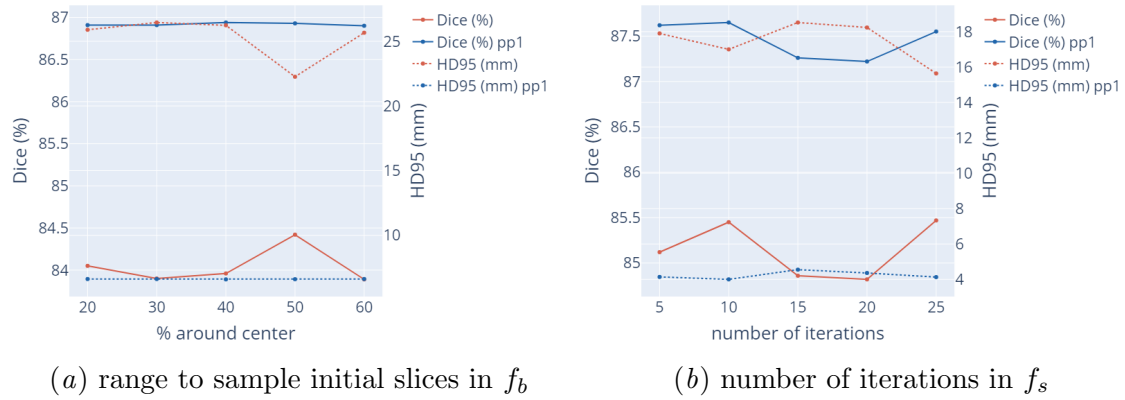 87
86.5
86
85.5
85
84.5
84
Dice (%)
25
20
15
10
HD95 (mm)
20 30 40 50 60
% around center
Dice (%)
Dice (%) pp1
HD95 (mm)
HD95 (mm) pp1
(a) range to sample initial slices in f_b
87.5
87
86.5
86
85.5
85
Dice (%)
18
16
14
12
10
8
6
4
HD95 (mm)
5 10 15 20 25
number of iterations
Dice (%)
Dice (%) pp1
HD95 (mm)
HD95 (mm) pp1
(b) number of iterations in f_s